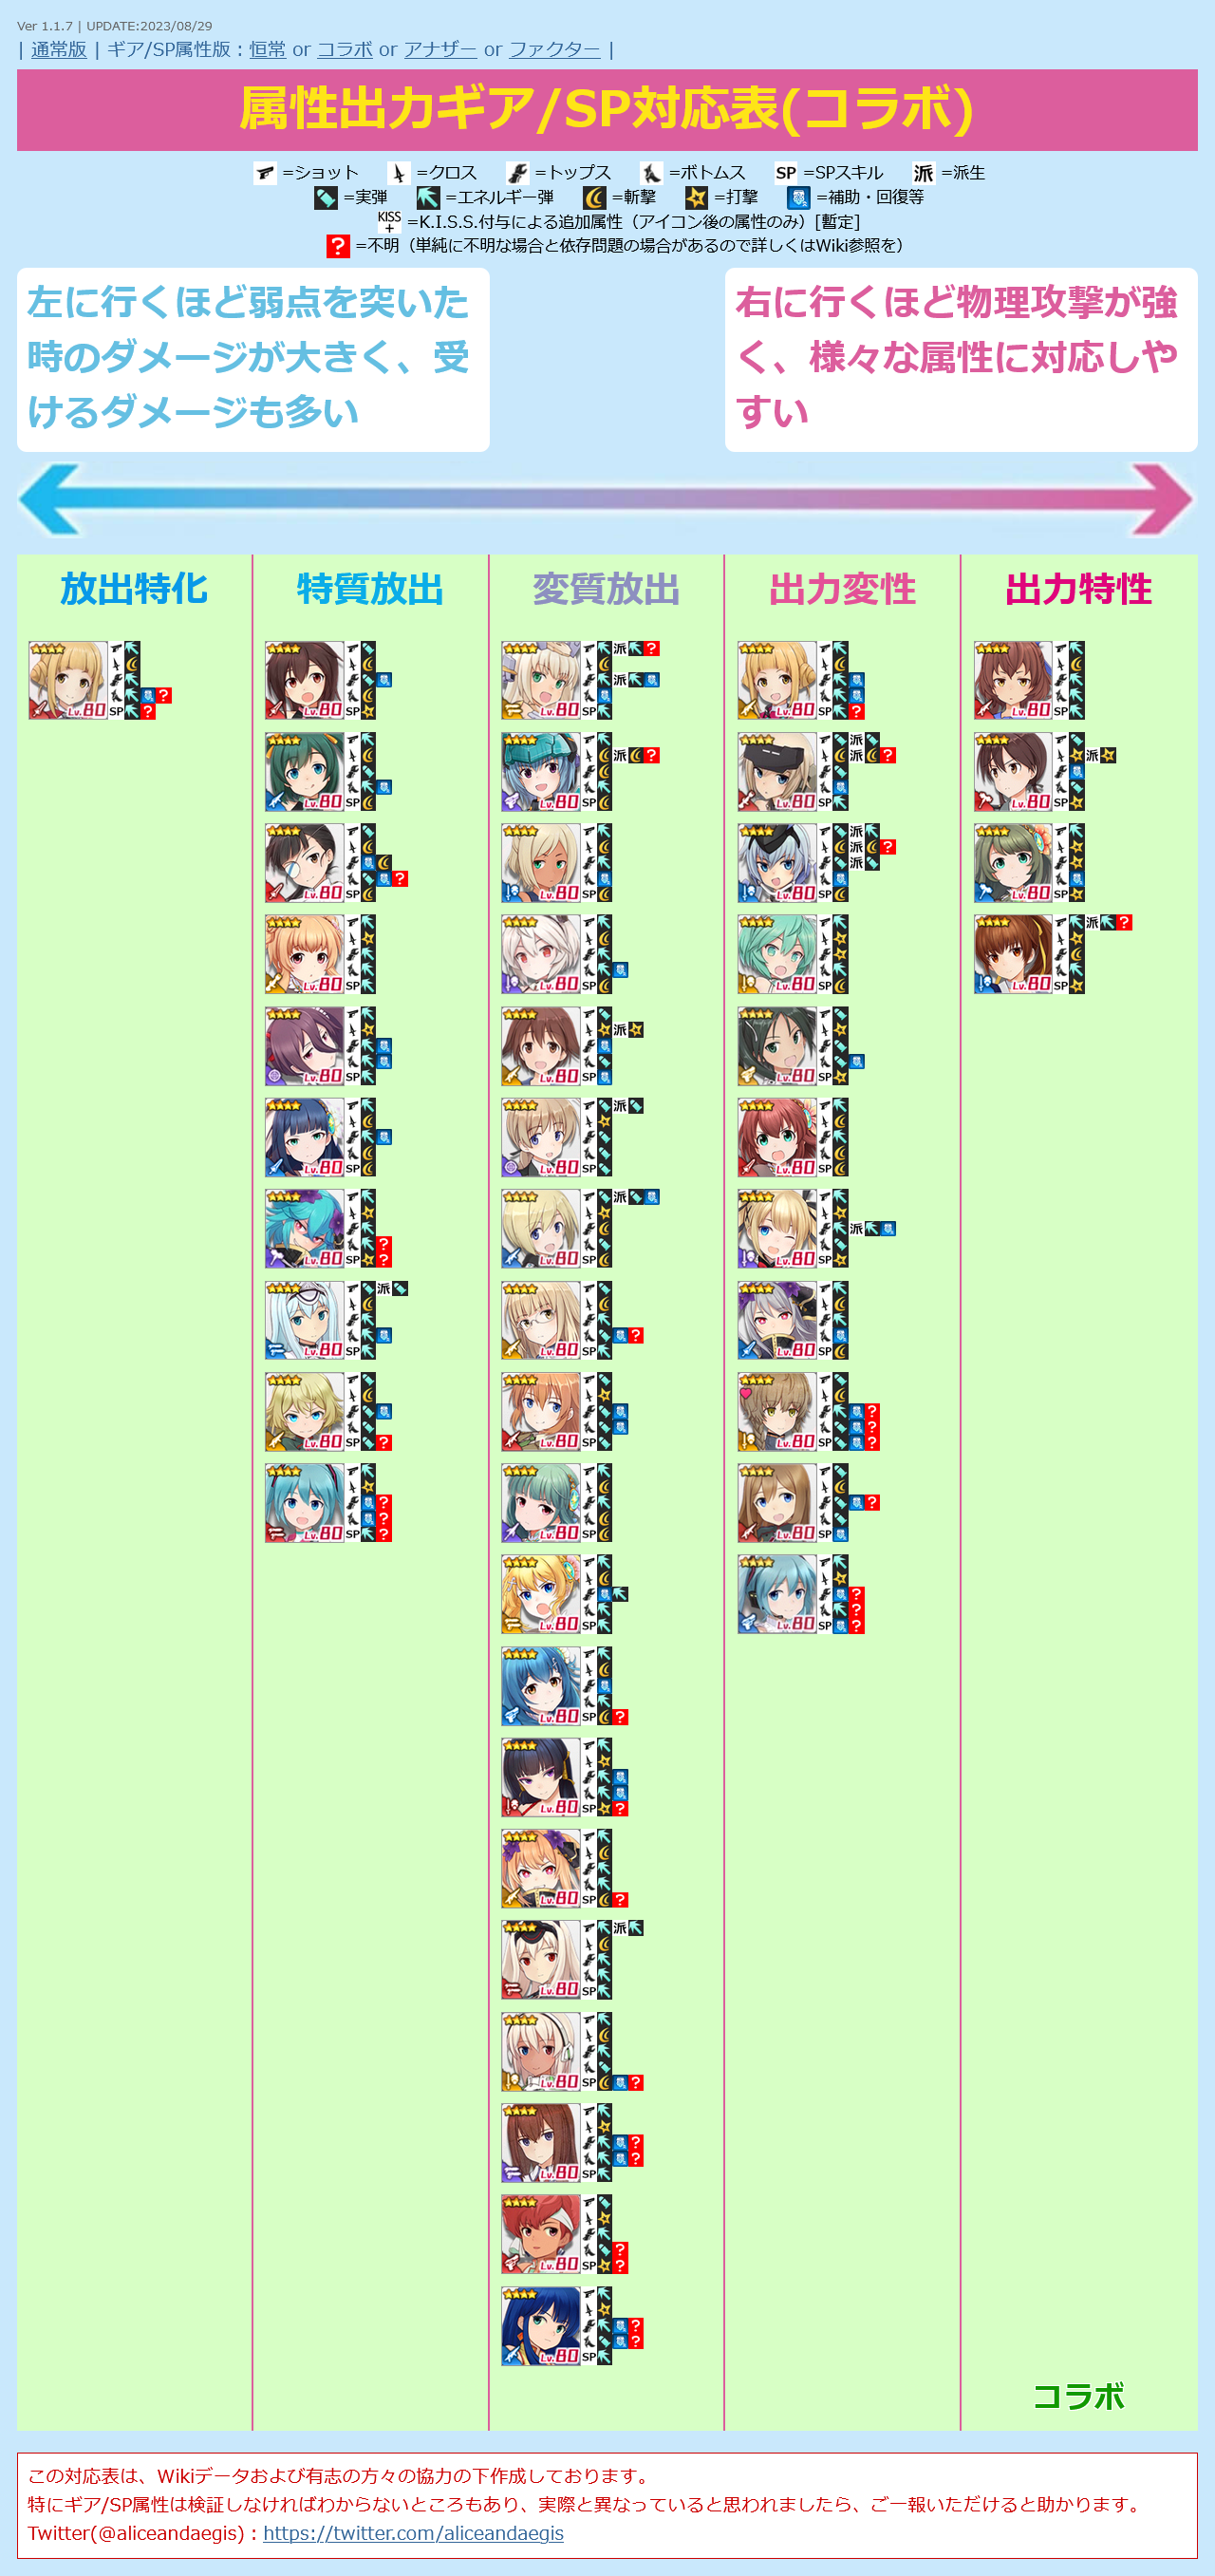 Ver 1.1.7 | UPDATE:2023/08/29
| 通常版 | ギア/SP属性版：恒常 or コラボ or アナザー or ファクター |
属性出力ギア/SP対応表(コラボ)
=ショット =クロス =トップス =ボトムス SP =SPスキル 派 =派生
=実弾 =エネルギー弾 =斬撃 =打撃 =補助・回復等
KISS+ =K.I.S.S.付与による追加属性（アイコン後の属性のみ）[暫定]
? =不明（単純に不明な場合と依存問題の場合があるので詳しくはWiki参照を）
左に行くほど弱点を突いた
時のダメージが大きく、受
けるダメージも多い
右に行くほど物理攻撃が強
く、様々な属性に対応しや
すい
放出特化 特質放出 変質放出 出力変性 出力特性
コラボ
この対応表は、Wikiデータおよび有志の方々の協力の下作成しております。
特にギア/SP属性は検証しなければわからないところもあり、実際と異なっていると思われましたら、ご一報いただけると助かります。
Twitter(@aliceandaegis)：https://twitter.com/aliceandaegis